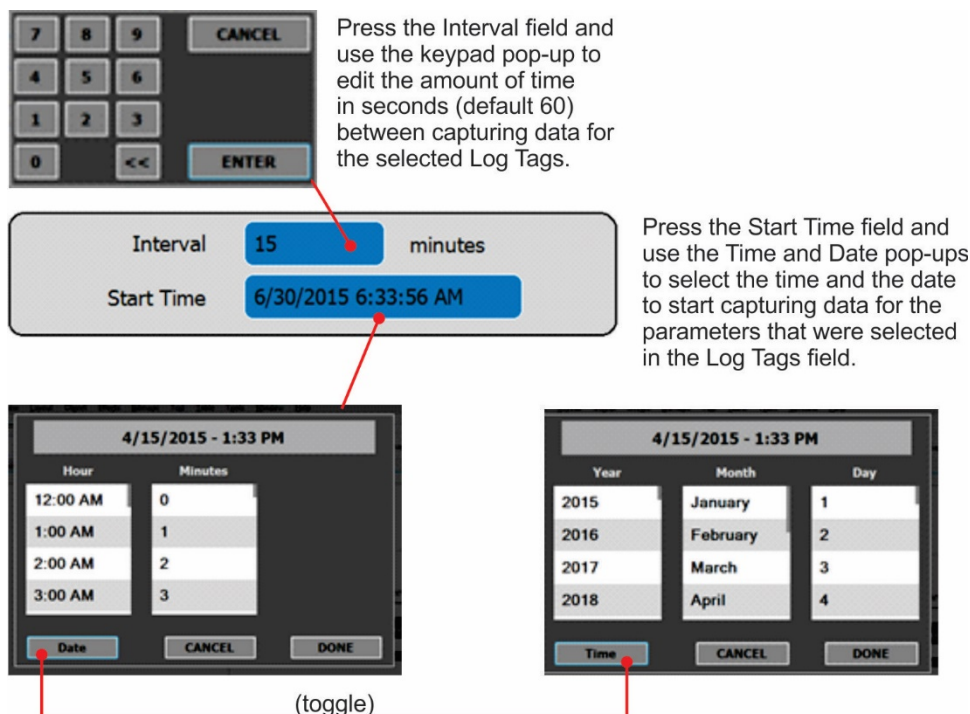 7 8 9 CANCEL
4 5 6
1 2 3
0 << ENTER
Press the Interval field and
use the keypad pop-up to
edit the amount of time
in seconds (default 60)
between capturing data for
the selected Log Tags.
Interval 15 minutes
Start Time 6/30/2015 6:33:56 AM
Press the Start Time field and
use the Time and Date pop-ups
to select the time and the date
to start capturing data for the
parameters that were selected
in the Log Tags field.
4/15/2015 - 1:33 PM
Hour Minutes
12:00 AM 0
1:00 AM 1
2:00 AM 2
3:00 AM 3
Date CANCEL DONE
4/15/2015 - 1:33 PM
Year Month Day
2015 January 1
2016 February 2
2017 March 3
2018 April 4
Time CANCEL DONE
(toggle)